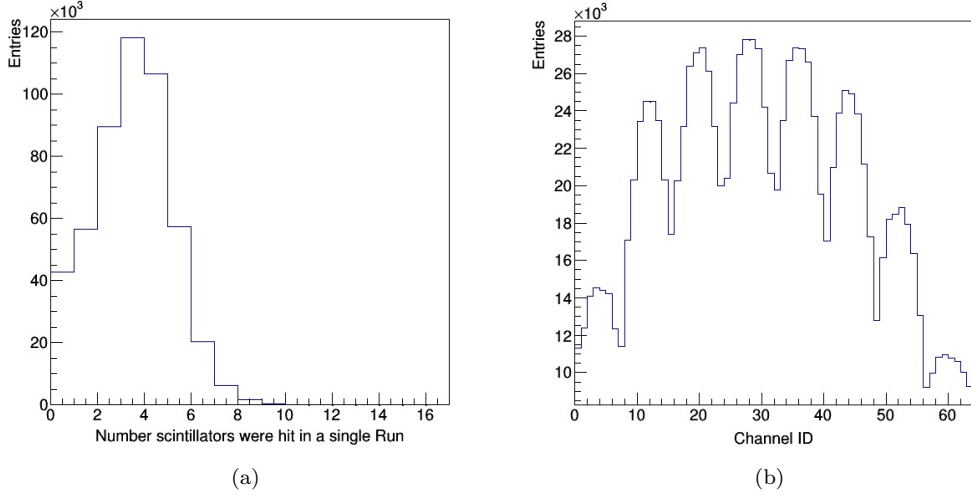 ×10³
Entries
120
100
80
60
40
20
0
0 2 4 6 8 10 12 14 16
Number scintillators were hit in a single Run
(a)
×10³
Entries
28
26
24
22
20
18
16
14
12
10
0 10 20 30 40 50 60
Channel ID
(b)